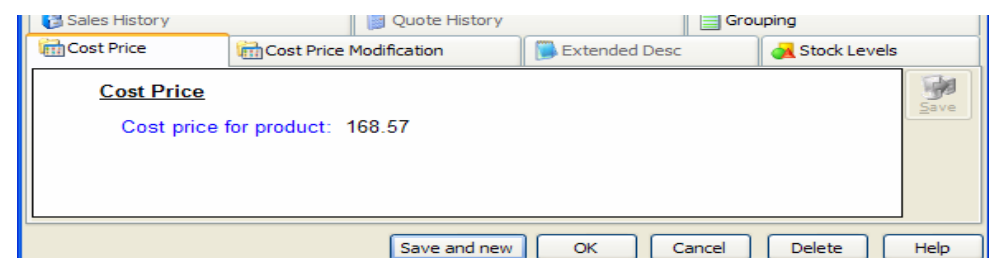 Sales History Quote History Grouping
Cost Price Cost Price Modification Extended Desc Stock Levels
Cost Price
Save
Cost price for product: 168.57
Save and new OK Cancel Delete Help